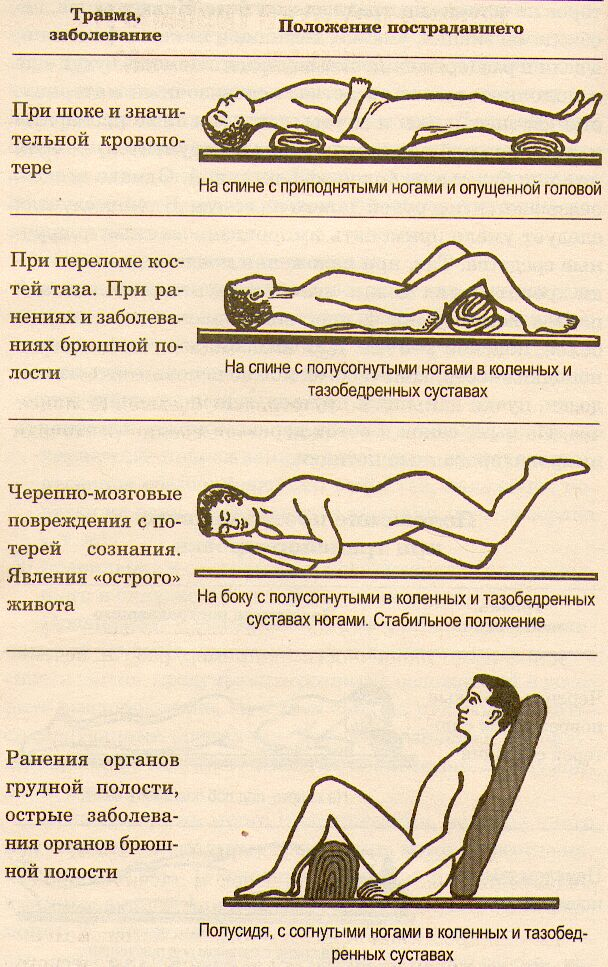 Травма,
заболевание
Положение пострадавшего
При шоке и значи-
тельной кровопо-
тере
На спине с приподнятыми ногами и опущенной головой
При переломе кос-
тей таза. При ра-
нениях и заболева-
ниях брюшной по-
лости
На спине с полусогнутыми ногами в коленных и
тазобедренных суставах
Черепно-мозговые
повреждения с по-
терей сознания.
Явления «острого»
живота
На боку с полусогнутыми в коленных и тазобедренных
суставах ногами. Стабильное положение
Ранения органов
грудной полости,
острые заболева-
ния органов брюш-
ной полости
Полусидя, с согнутыми ногами в коленных и тазобед-
ренных суставах